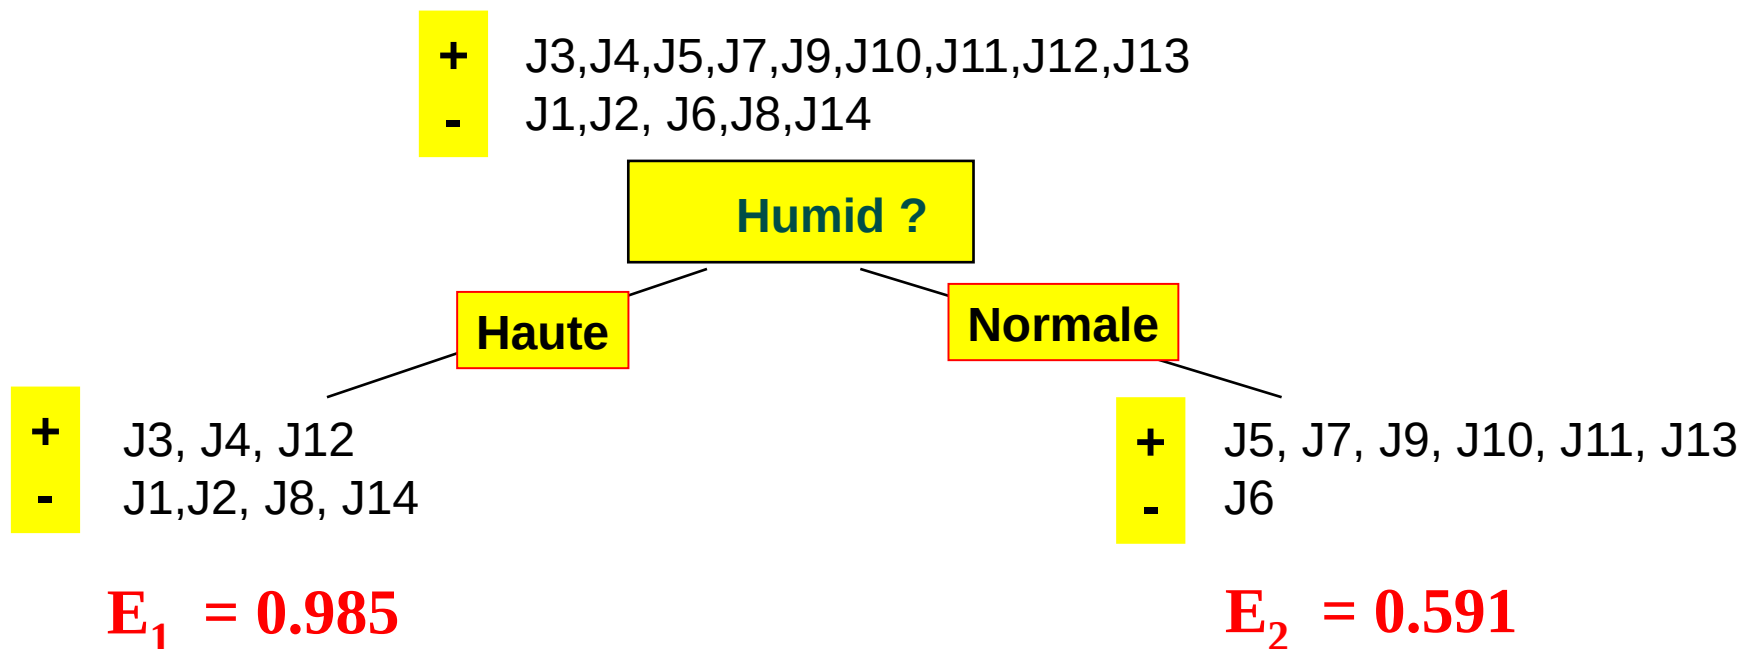 + J3,J4,J5,J7,J9,J10,J11,J12,J13
- J1,J2, J6,J8,J14
Humid ?
Haute
Normale
+ J3, J4, J12
- J1,J2, J8, J14
+ J5, J7, J9, J10, J11, J13
- J6
E1 = 0.985
E2 = 0.591